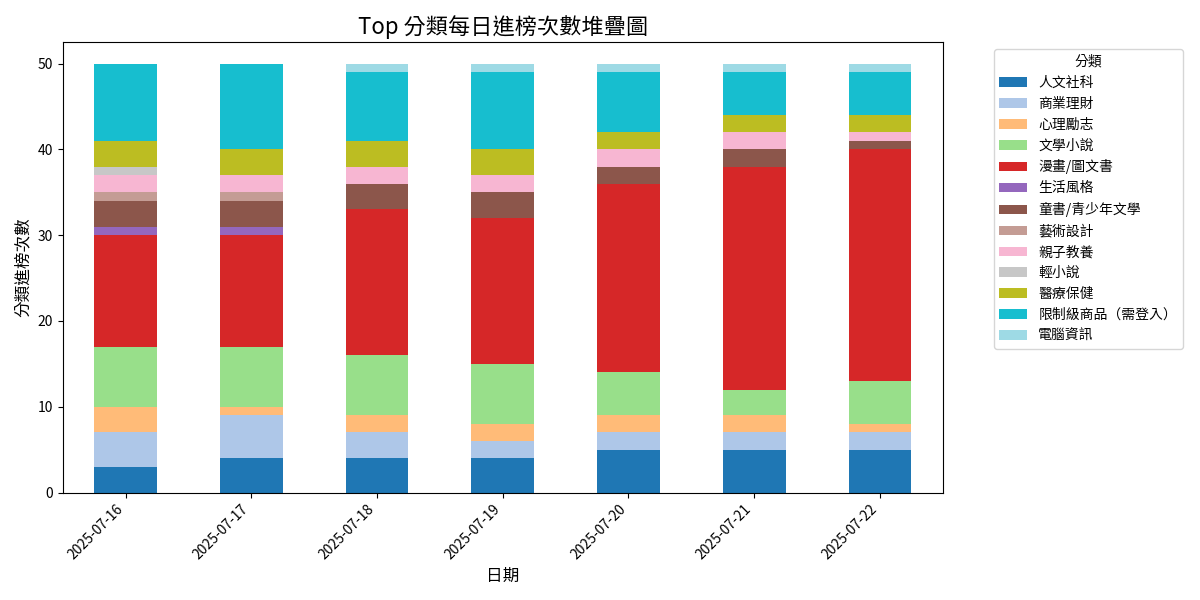 Top 分類每日進榜次數堆疊圖
分類進榜次數
50
40
30
20
10
0
2025-07-16
2025-07-17
2025-07-18
2025-07-19
2025-07-20
2025-07-21
2025-07-22
日期
分類
人文社科
商業理財
心理勵志
文學小說
漫畫/圖文書
生活風格
童書/青少年文學
藝術設計
親子教養
輕小說
醫療保健
限制級商品（需登入）
電腦資訊